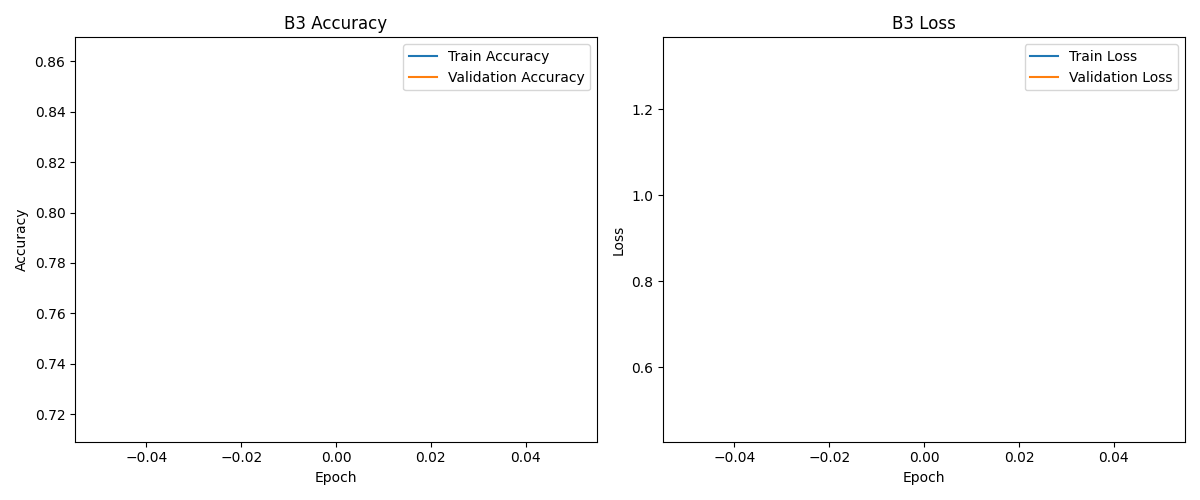 B3 Accuracy
Train Accuracy
Validation Accuracy
0.86
0.84
0.82
0.80
0.78
0.76
0.74
0.72
Accuracy
−0.04 −0.02 0.00 0.02 0.04
Epoch
B3 Loss
Train Loss
Validation Loss
1.2
1.0
0.8
0.6
Loss
−0.04 −0.02 0.00 0.02 0.04
Epoch